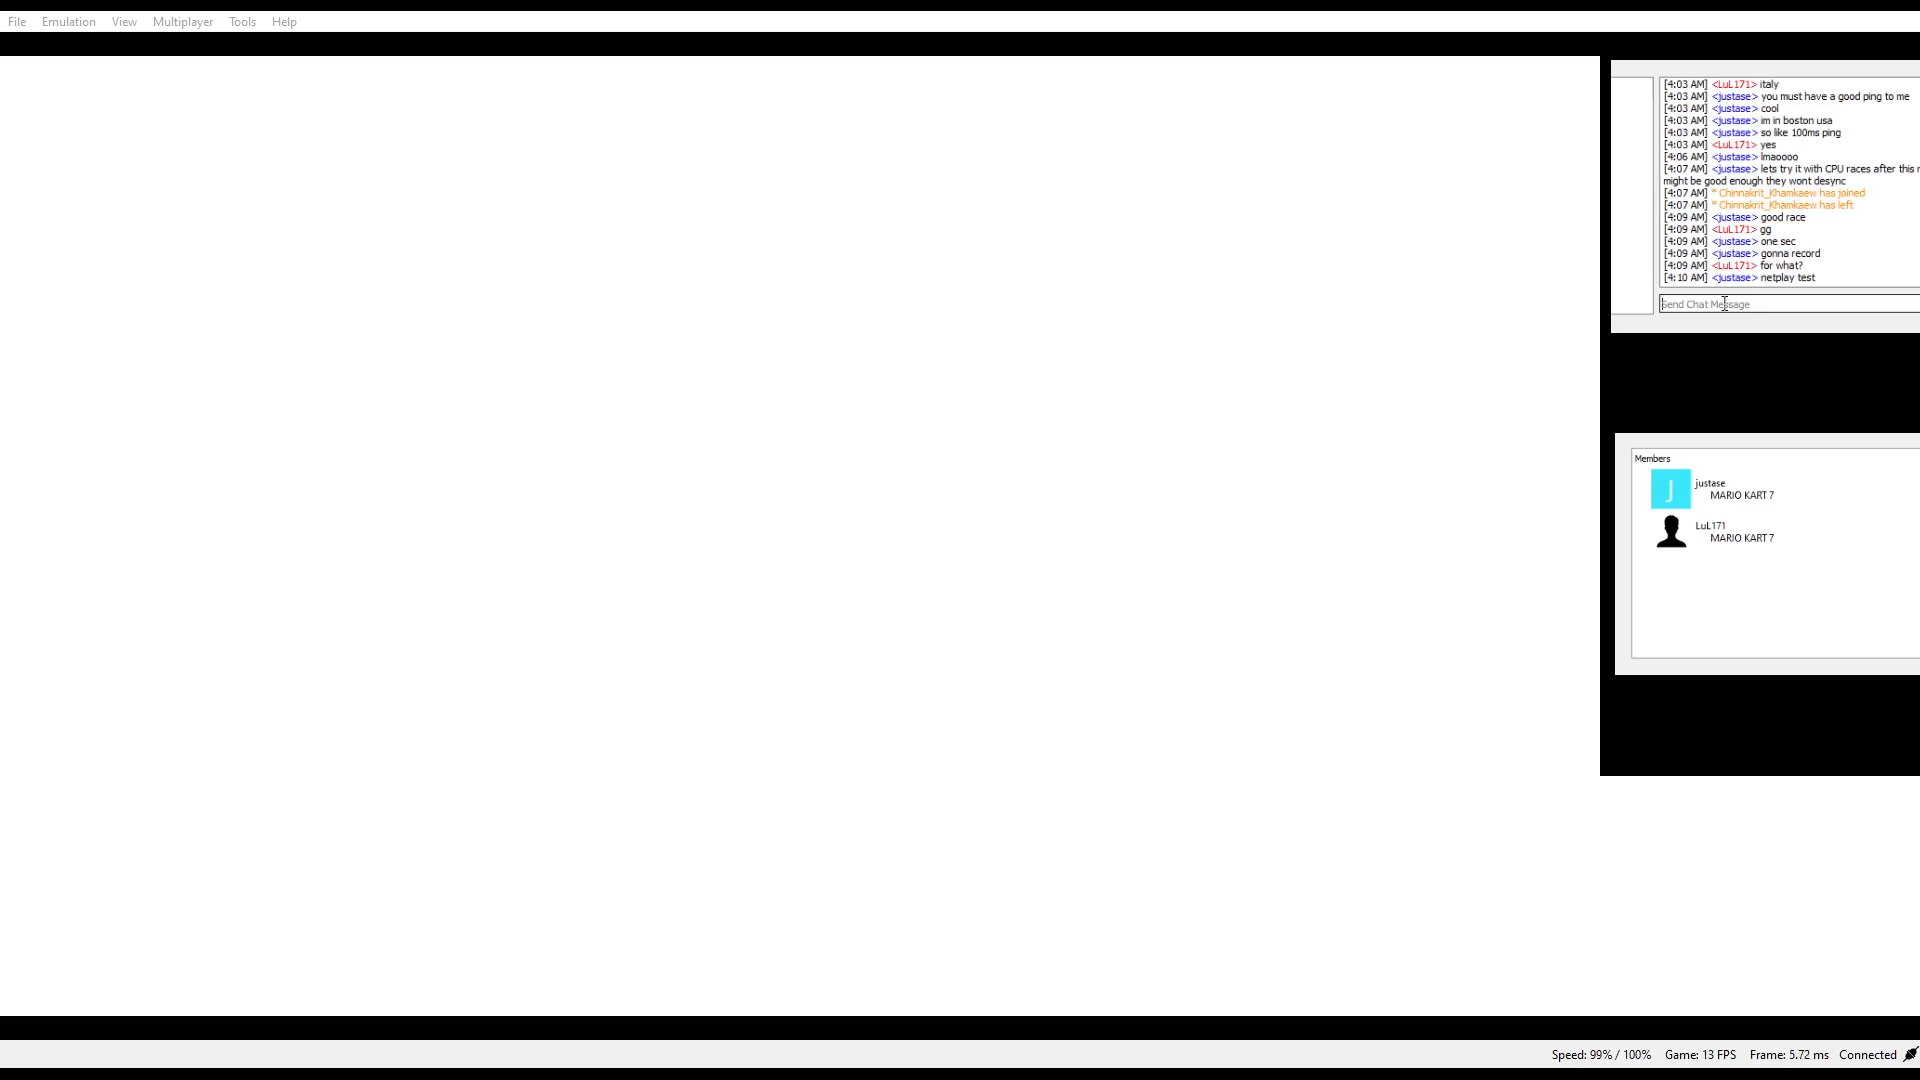 File Emulation View Multiplayer Tools Help
[4:03 AM] <LuL171> italy
[4:03 AM] <justase> you must have a good ping to me
[4:03 AM] <justase> cool
[4:03 AM] <justase> im in boston usa
[4:03 AM] <justase> so like 100ms ping
[4:03 AM] <LuL171> yes
[4:06 AM] <justase> lmaoooo
[4:07 AM] <justase> lets try it with CPU races after this
might be good enough they wont desync
[4:07 AM] * Chinnakrit_Khamkaew has joined
[4:07 AM] * Chinnakrit_Khamkaew has left
[4:09 AM] <justase> good race
[4:09 AM] <LuL171> gg
[4:09 AM] <justase> one sec
[4:09 AM] <justase> gonna record
[4:09 AM] <LuL171> for what?
[4:10 AM] <justase> netplay test
Send Chat Message
Members
J
justase
MARIO KART 7
LuL171
MARIO KART 7
Speed: 99% / 100% Game: 13 FPS Frame: 5.72 ms Connected